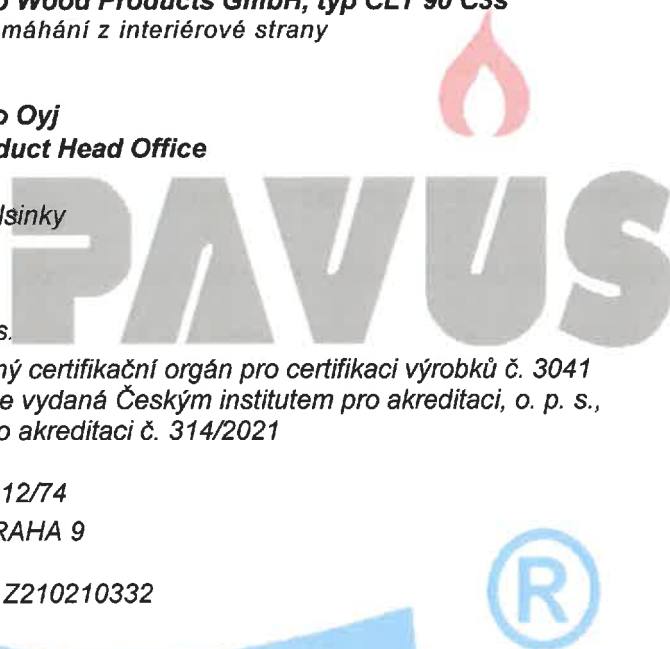 Wood Products GmbH, typ CLT 90 C3s
máhání z interiérové strany
o Oyj
duct Head Office
lsinky
PAVUS
s.
ný certifikační orgán pro certifikaci výrobků č. 3041
e vydaná Českým institutem pro akreditaci, o. p. s.,
o akreditaci č. 314/2021
12/74
RAHA 9
Z210210332
®